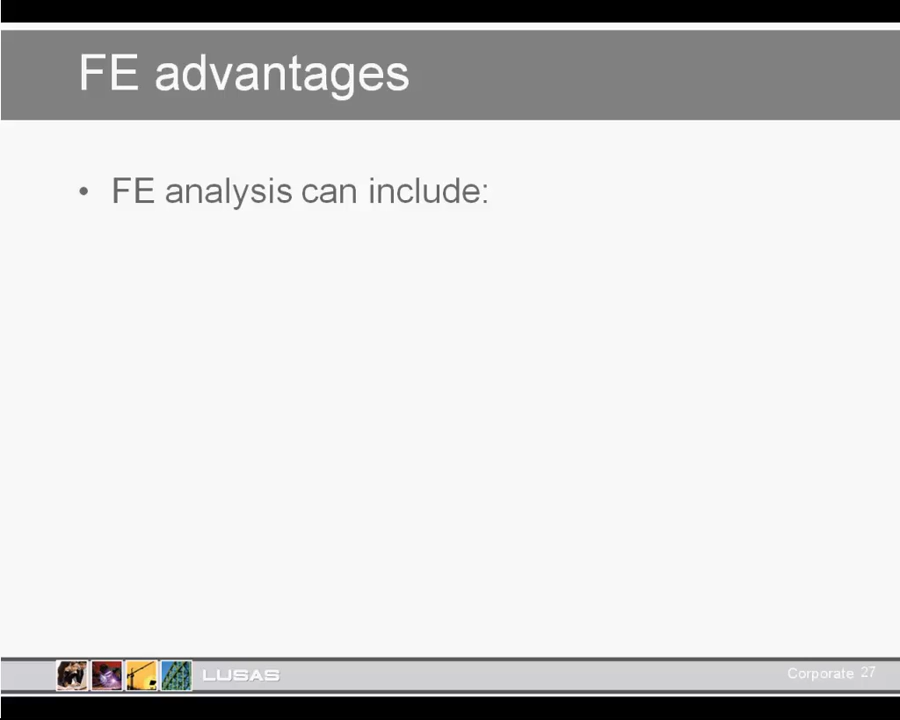 FE advantages
• FE analysis can include:
LUSAS
Corporate 27